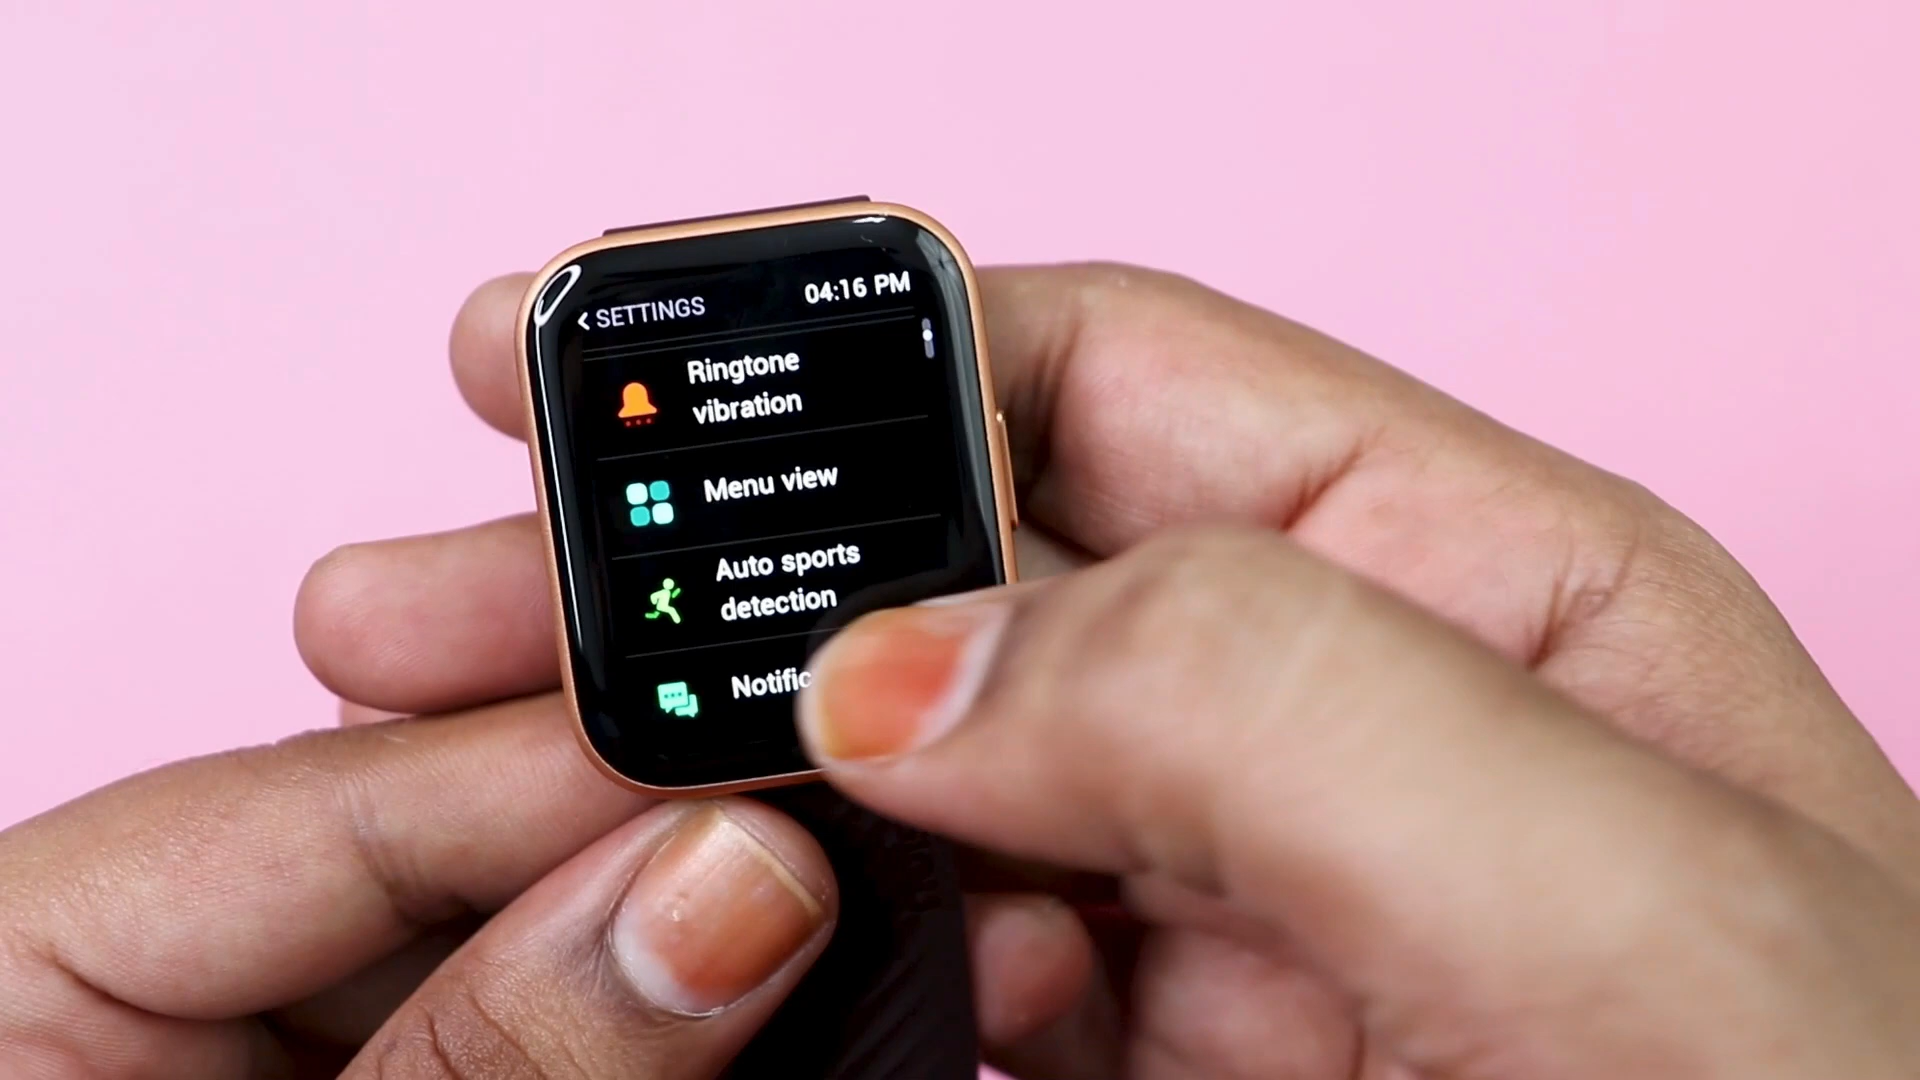 SETTINGS
04:16 PM
Ringtone
vibration
Menu view
Auto sports
detection
Notific